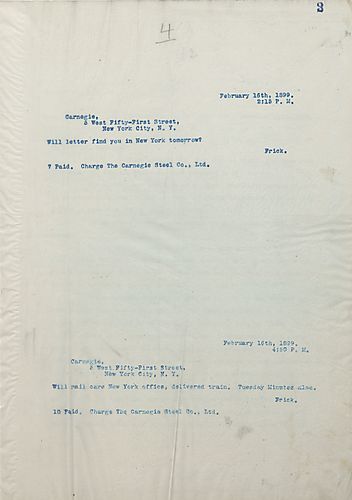 3
4
February 16th, 1899.
2:15 P. M.
Carnegie,
5 West Fifty-First Street,
New York City, N. Y.
Will letter find you in New York tomorrow?
Frick.
7 Paid. Charge The Carnegie Steel Co., Ltd.
February 16th, 1899.
P. M.
Carnegie,
5 West Fifty-First Street,
New York City, N. Y.
Will mail care New York office, delivered train. Tuesday Minutes also.
Frick.
10 Paid. Charge The Carnegie Steel Co., Ltd.